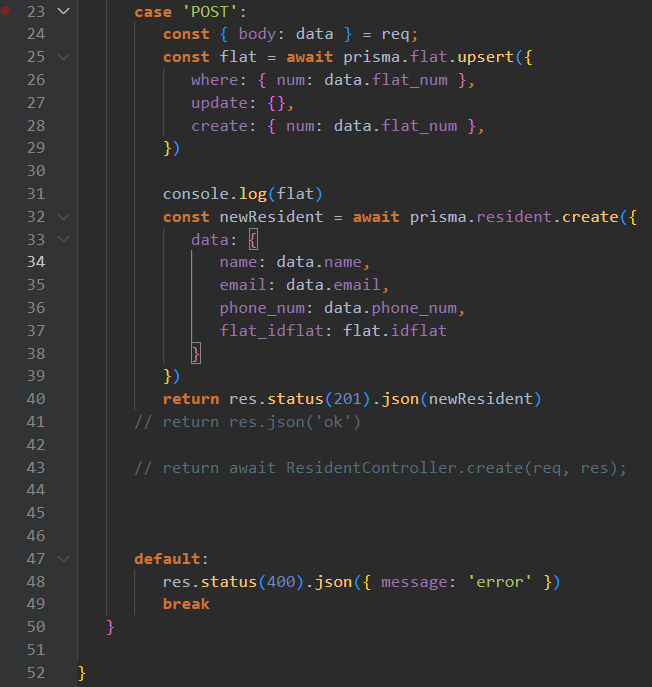 23 case 'POST':
24 const { body: data } = req;
25 const flat = await prisma.flat.upsert({
26 where: { num: data.flat_num },
27 update: {},
28 create: { num: data.flat_num },
29 })
30
31 console.log(flat)
32 const newResident = await prisma.resident.create({
33 data: {
34 name: data.name,
35 email: data.email,
36 phone_num: data.phone_num,
37 flat_idflat: flat.idflat
38 }
39 })
40 return res.status(201).json(newResident)
41 // return res.json('ok')
42
43 // return await ResidentController.create(req, res);
44
45
46
47 default:
48 res.status(400).json({ message: 'error' })
49 break
50 }
51
52 }